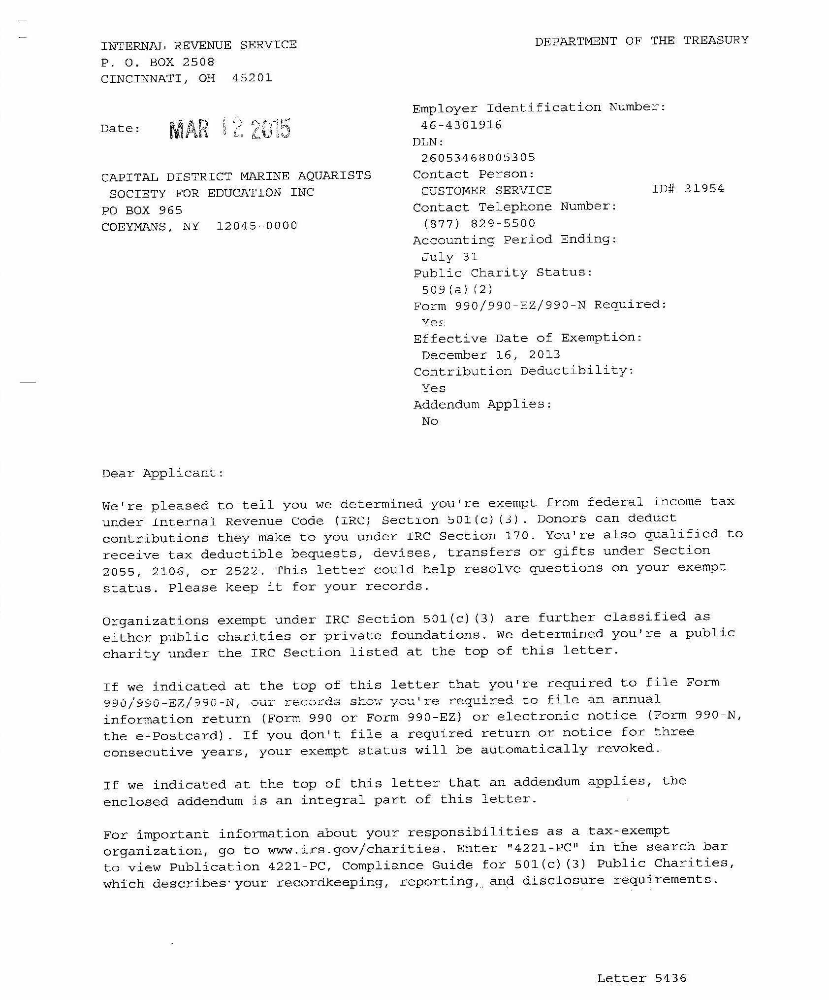 INTERNAL REVENUE SERVICE
P. O. BOX 2508
CINCINNATI, OH 45201
DEPARTMENT OF THE TREASURY
Date: MAR 12 2015
CAPITAL DISTRICT MARINE AQUARISTS
SOCIETY FOR EDUCATION INC
PO BOX 965
COEYMANS, NY 12045-0000
Employer Identification Number:
46-4301916
DLN:
26053468005305
Contact Person:
CUSTOMER SERVICE ID# 31954
Contact Telephone Number:
(877) 829-5500
Accounting Period Ending:
July 31
Public Charity Status:
509(a)(2)
Form 990/990-EZ/990-N Required:
Yes
Effective Date of Exemption:
December 16, 2013
Contribution Deductibility:
Yes
Addendum Applies:
No
Dear Applicant:
We're pleased to tell you we determined you're exempt from federal income tax
under Internal Revenue Code (IRC) Section 501(c)(3). Donors can deduct
contributions they make to you under IRC Section 170. You're also qualified to
receive tax deductible bequests, devises, transfers or gifts under Section
2055, 2106, or 2522. This letter could help resolve questions on your exempt
status. Please keep it for your records.
Organizations exempt under IRC Section 501(c)(3) are further classified as
either public charities or private foundations. We determined you're a public
charity under the IRC Section listed at the top of this letter.
If we indicated at the top of this letter that you're required to file Form
990/990-EZ/990-N, our records show you're required to file an annual
information return (Form 990 or Form 990-EZ) or electronic notice (Form 990-N,
the e-Postcard). If you don't file a required return or notice for three
consecutive years, your exempt status will be automatically revoked.
If we indicated at the top of this letter that an addendum applies, the
enclosed addendum is an integral part of this letter.
For important information about your responsibilities as a tax-exempt
organization, go to www.irs.gov/charities. Enter "4221-PC" in the search bar
to view Publication 4221-PC, Compliance Guide for 501(c)(3) Public Charities,
which describes your recordkeeping, reporting, and disclosure requirements.
Letter 5436